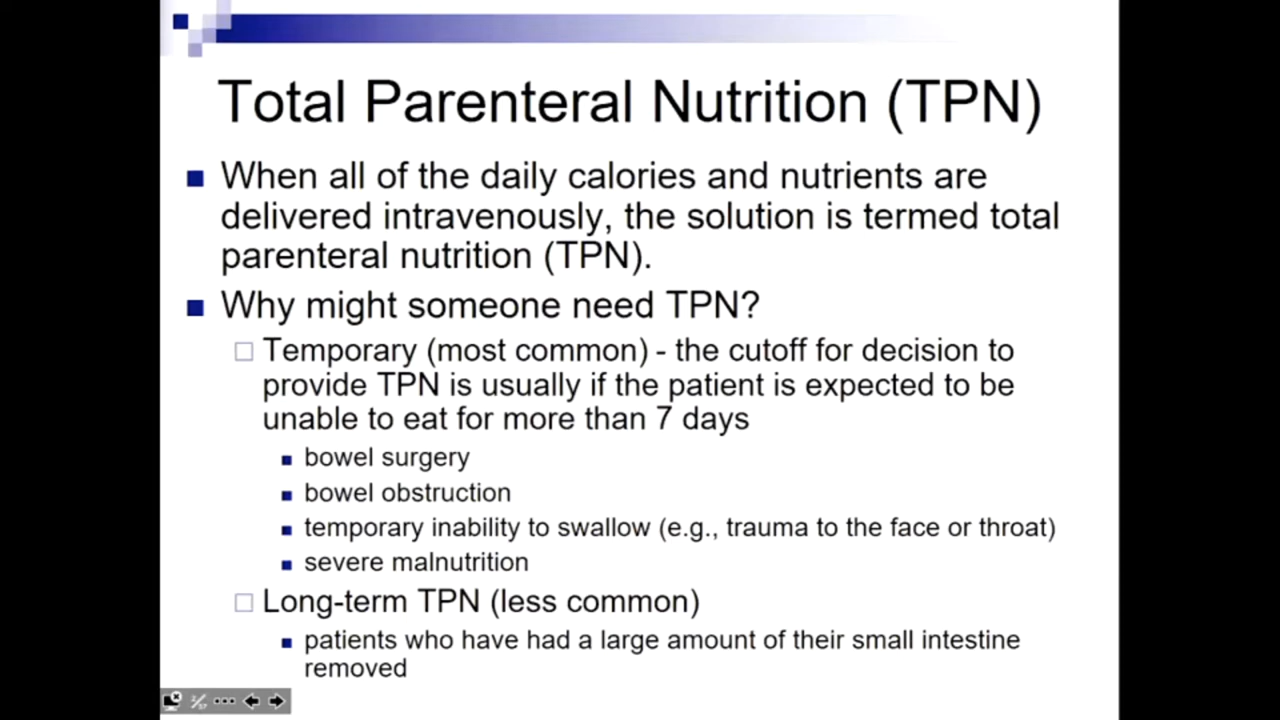 Total Parenteral Nutrition (TPN)
When all of the daily calories and nutrients are
delivered intravenously, the solution is termed total
parenteral nutrition (TPN).
Why might someone need TPN?
Temporary (most common) - the cutoff for decision to
provide TPN is usually if the patient is expected to be
unable to eat for more than 7 days
bowel surgery
bowel obstruction
temporary inability to swallow (e.g., trauma to the face or throat)
severe malnutrition
Long-term TPN (less common)
patients who have had a large amount of their small intestine
removed